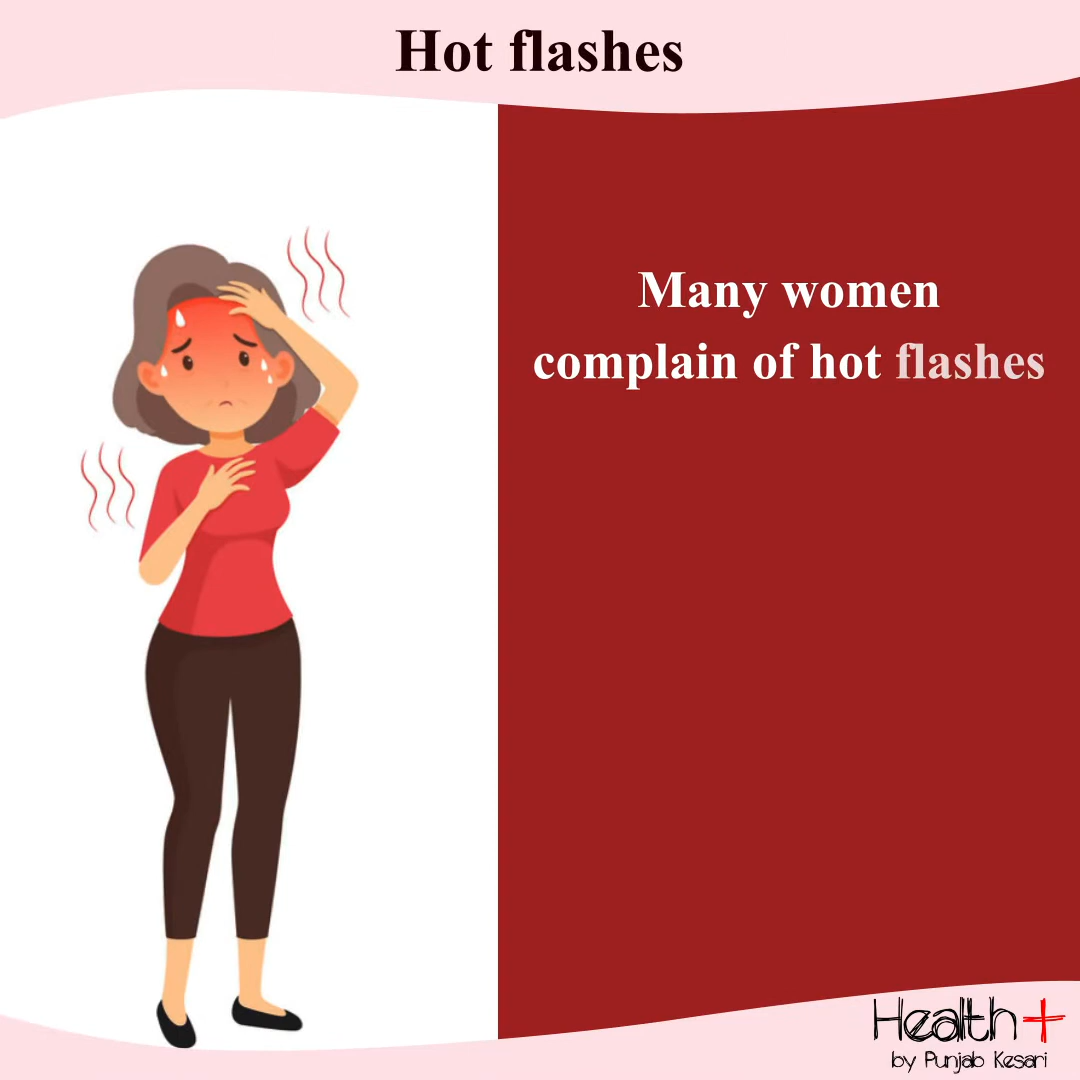 Hot flashes
Many women
complain of hot flashes
Health+
by Punjab Kesari